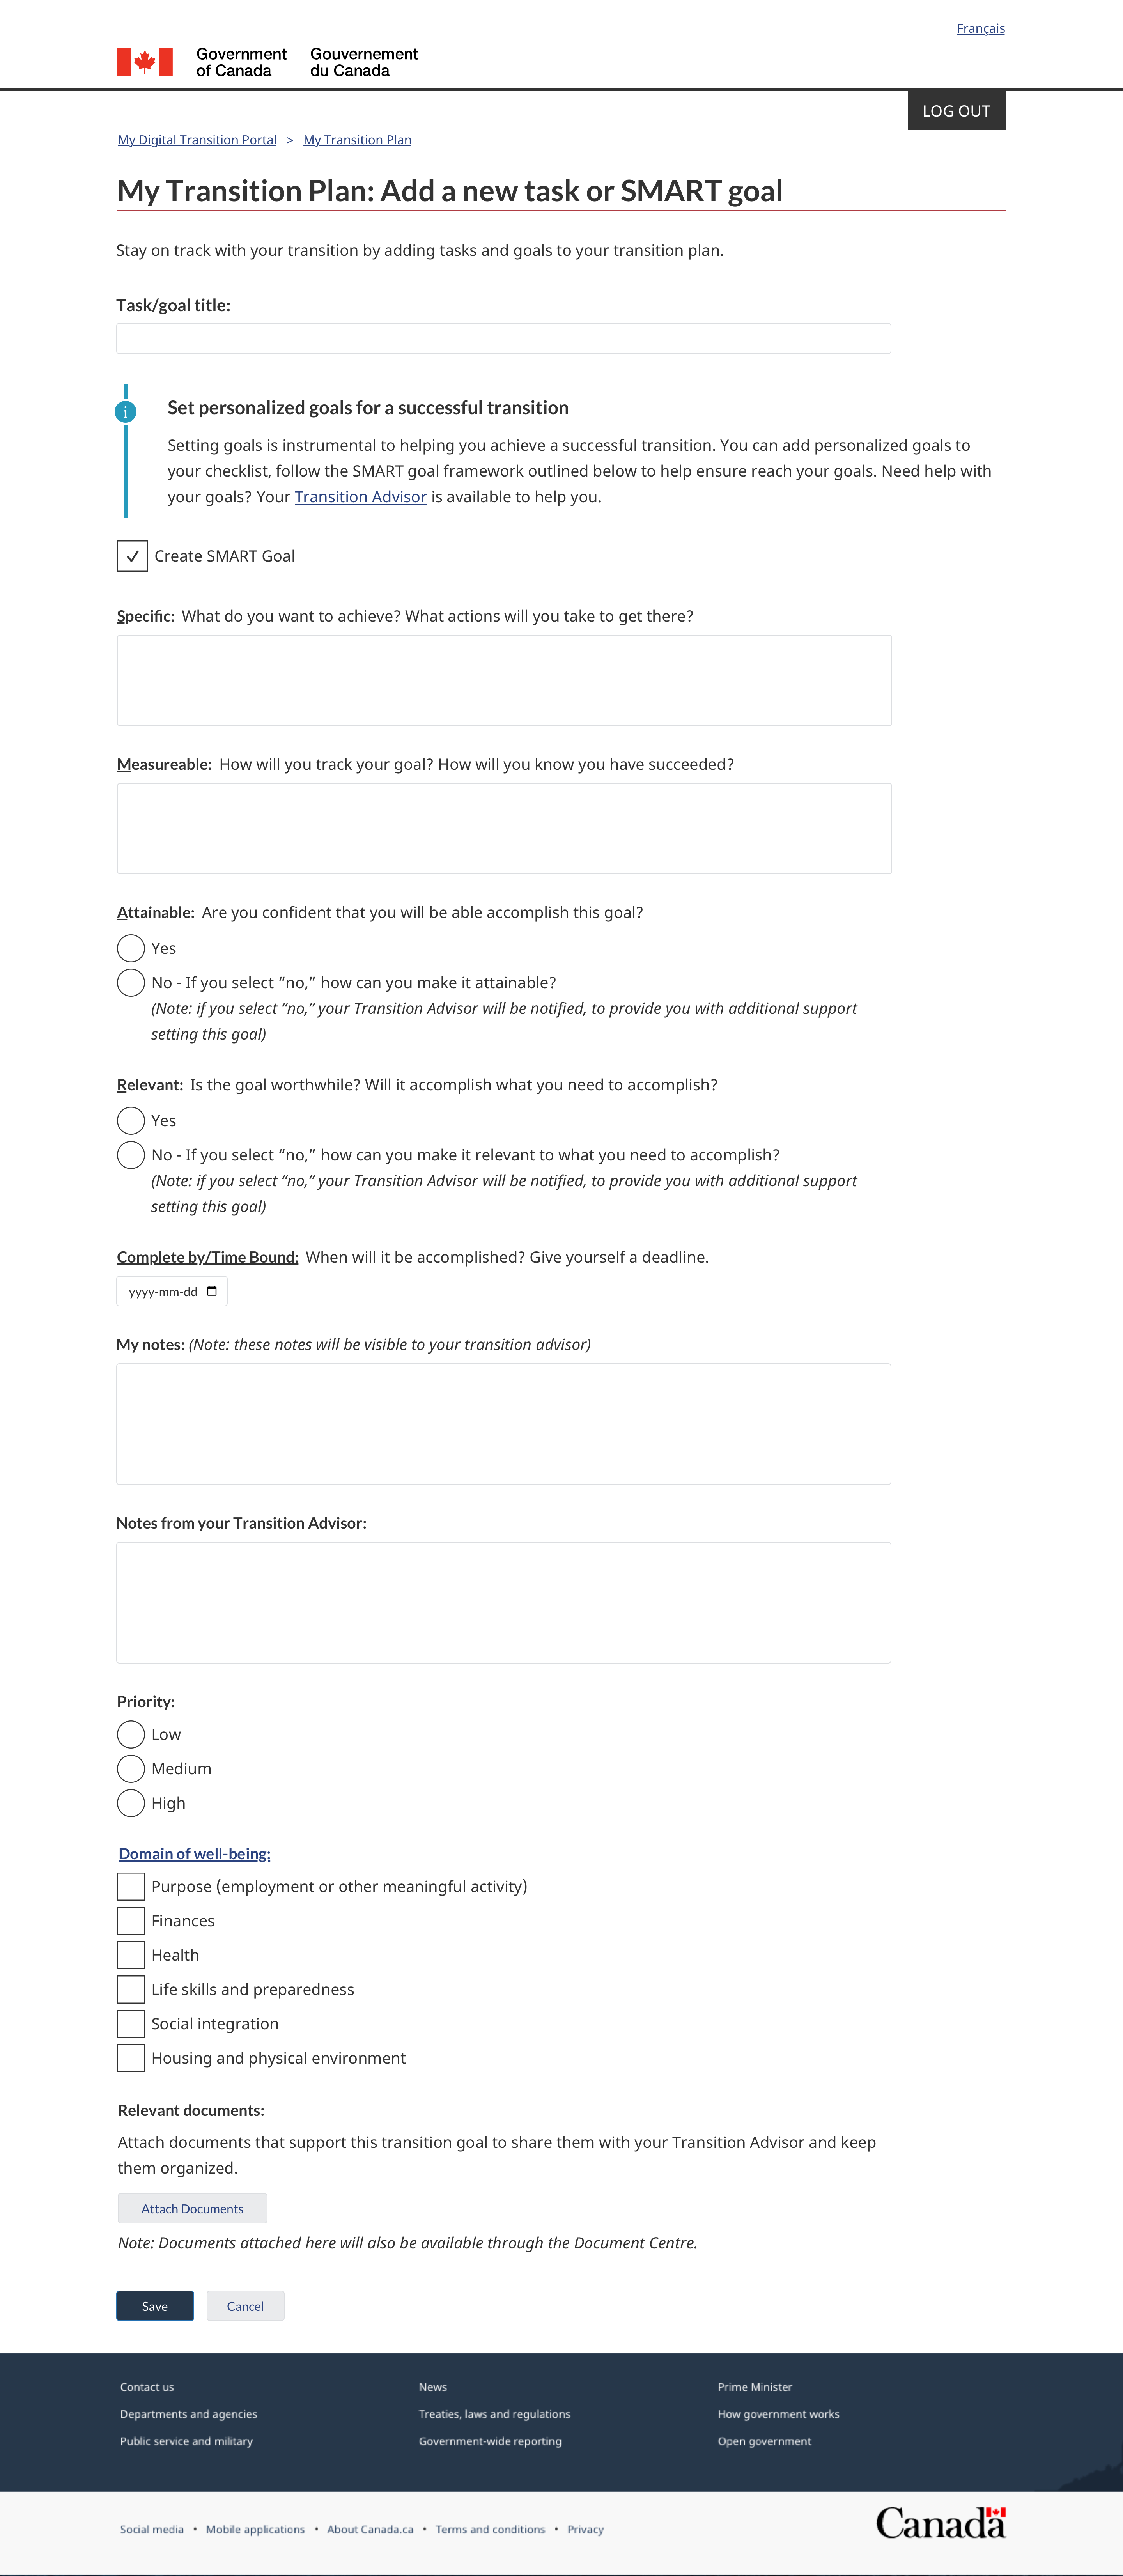 Français
Government
of Canada
Gouvernement
du Canada
LOG OUT
My Digital Transition Portal > My Transition Plan
My Transition Plan: Add a new task or SMART goal
Stay on track with your transition by adding tasks and goals to your transition plan.
Task/goal title:
Set personalized goals for a successful transition
Setting goals is instrumental to helping you achieve a successful transition. You can add personalized goals to
your checklist, follow the SMART goal framework outlined below to help ensure reach your goals. Need help with
your goals? Your Transition Advisor is available to help you.
Create SMART Goal
Specific: What do you want to achieve? What actions will you take to get there?
Measureable: How will you track your goal? How will you know you have succeeded?
Attainable: Are you confident that you will be able accomplish this goal?
Yes
No - If you select “no,” how can you make it attainable?
(Note: if you select “no,” your Transition Advisor will be notified, to provide you with additional support
setting this goal)
Relevant: Is the goal worthwhile? Will it accomplish what you need to accomplish?
Yes
No - If you select “no,” how can you make it relevant to what you need to accomplish?
(Note: if you select “no,” your Transition Advisor will be notified, to provide you with additional support
setting this goal)
Complete by/Time Bound: When will it be accomplished? Give yourself a deadline.
yyyy-mm-dd
My notes: (Note: these notes will be visible to your transition advisor)
Notes from your Transition Advisor:
Priority:
Low
Medium
High
Domain of well-being:
Purpose (employment or other meaningful activity)
Finances
Health
Life skills and preparedness
Social integration
Housing and physical environment
Relevant documents:
Attach documents that support this transition goal to share them with your Transition Advisor and keep
them organized.
Attach Documents
Note: Documents attached here will also be available through the Document Centre.
Save
Cancel
Contact us
Departments and agencies
Public service and military
News
Treaties, laws and regulations
Government-wide reporting
Prime Minister
How government works
Open government
Social media • Mobile applications • About Canada.ca • Terms and conditions • Privacy
Canada